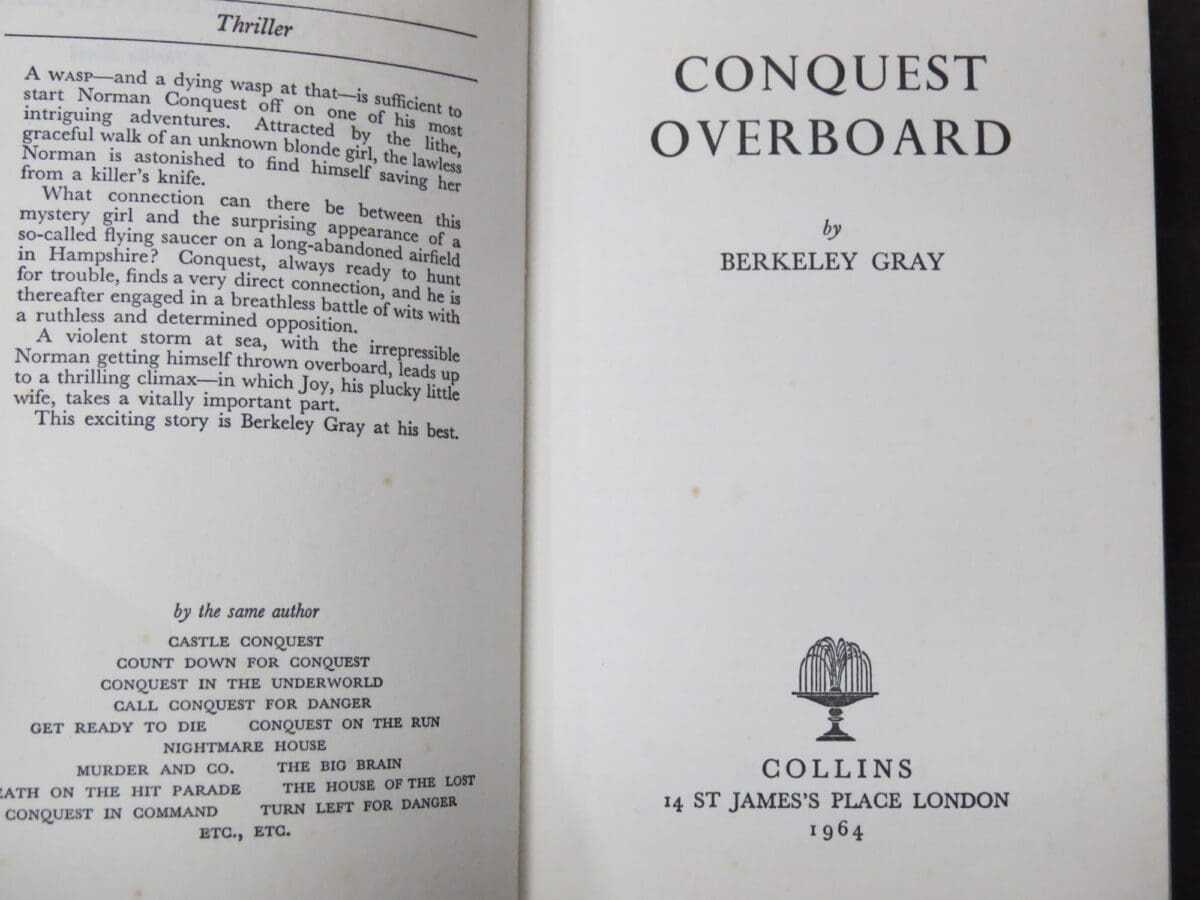 Thriller
A WASP—and a dying wasp at that—is sufficient to
start Norman Conquest off on one of his most
intriguing adventures. Attracted by the lithe,
graceful walk of an unknown blonde girl, the lawless
Norman is astonished to find himself saving her
from a killer's knife.
What connection can there be between this
mystery girl and the surprising appearance of a
so-called flying saucer on a long-abandoned airfield
in Hampshire? Conquest, always ready to hunt
for trouble, finds a very direct connection, and he is
thereafter engaged in a breathless battle of wits with
a ruthless and determined opposition.
A violent storm at sea, with the irrepressible
Norman getting himself thrown overboard, leads up
to a thrilling climax—in which Joy, his plucky little
wife, takes a vitally important part.
This exciting story is Berkeley Gray at his best.
by the same author
CASTLE CONQUEST
COUNT DOWN FOR CONQUEST
CONQUEST IN THE UNDERWORLD
CALL CONQUEST FOR DANGER
GET READY TO DIE CONQUEST ON THE RUN
NIGHTMARE HOUSE
MURDER AND CO. THE BIG BRAIN
EATH ON THE HIT PARADE THE HOUSE OF THE LOST
CONQUEST IN COMMAND TURN LEFT FOR DANGER
ETC., ETC.
CONQUEST
OVERBOARD
by
BERKELEY GRAY
COLLINS
14 ST JAMES'S PLACE LONDON
1964